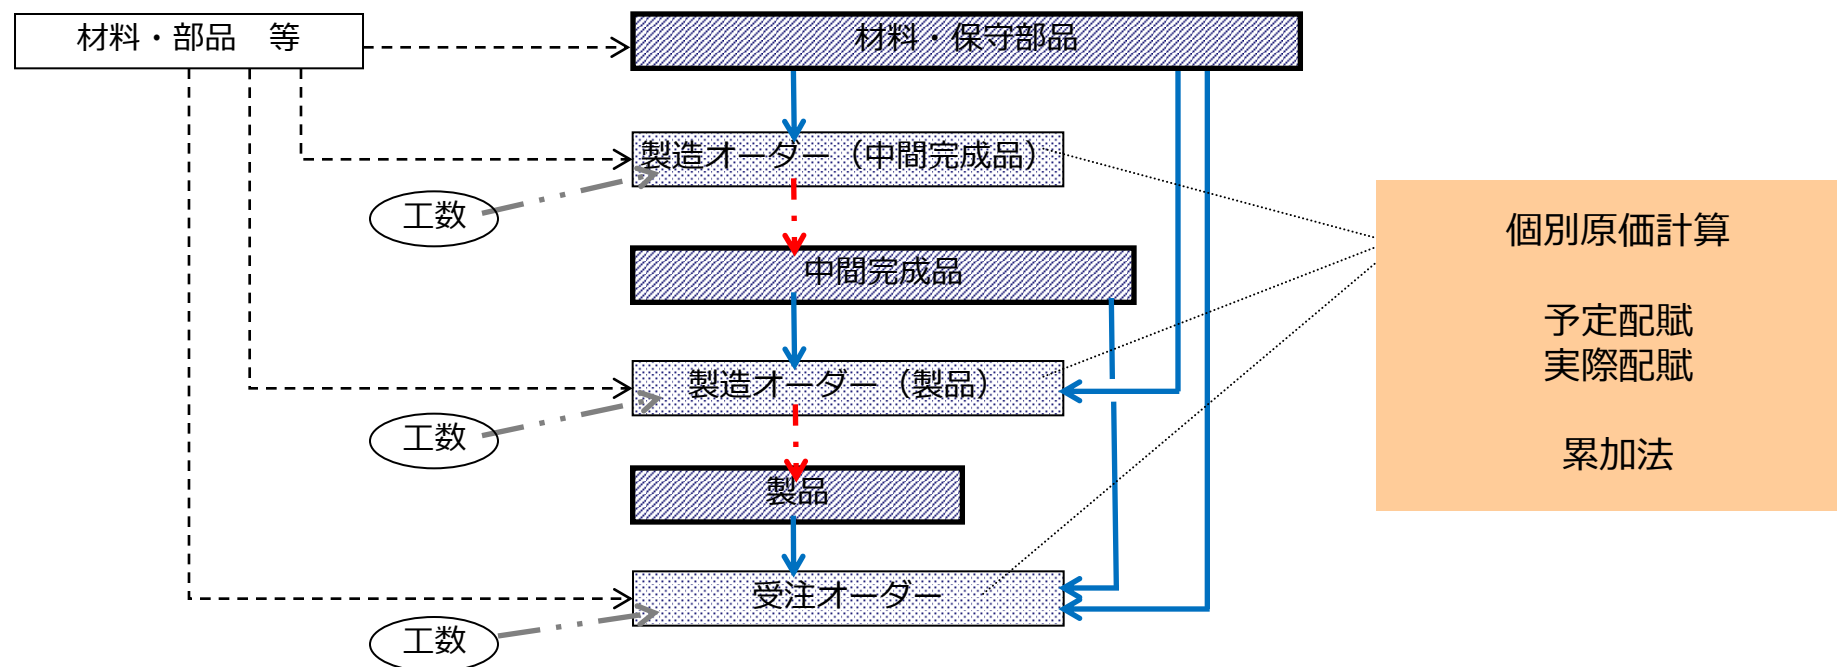 材料・部品　等
材料・保守部品
製造オーダー（中間完成品）
工数
中間完成品
製造オーダー（製品）
工数
製品
受注オーダー
工数
個別原価計算
予定配賦
実際配賦
累加法